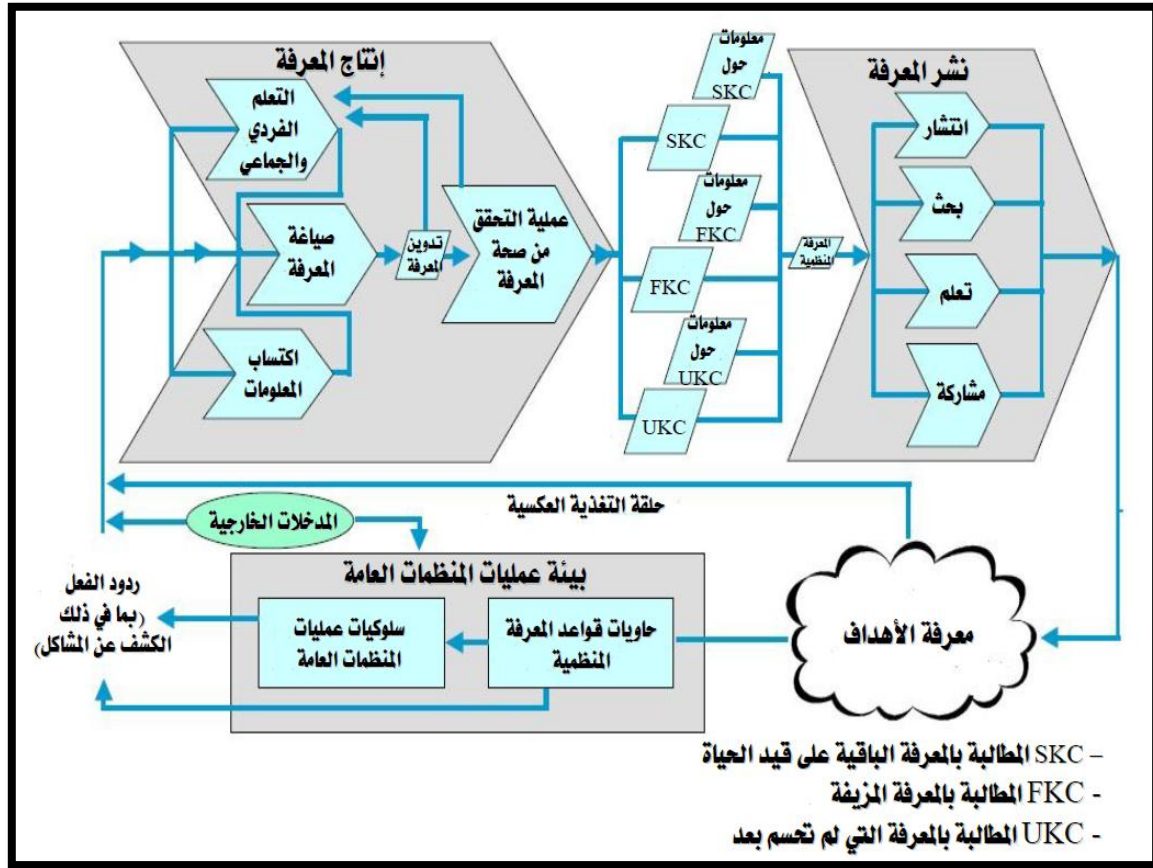 إنتاج المعرفة
التعلم
الفردي
والجماعي
صياغة
المعرفة
اكتساب
المعلومات
تدوين
المعرفة
عملية التحقق
من صحة
المعرفة
معلومات
حول
SKC
SKC
معلومات
حول
FKC
FKC
معلومات
حول
UKC
UKC
المعرفة
المنظمية
نشر المعرفة
انتشار
بحث
تعلم
مشاركة
حلقة التغذية العكسية
المدخلات الخارجية
بيئة عمليات المنظمات العامة
حاويات قواعد المعرفة
المنظمية
سلوكيات عمليات
المنظمات العامة
ردود الفعل
(بما في ذلك
الكشف عن المشاكل)
معرفة الأهداف
– SKC المطالبة بالمعرفة الباقية على قيد الحياة
- FKC المطالبة بالمعرفة المزيفة
- UKC المطالبة بالمعرفة التي لم تحسم بعد